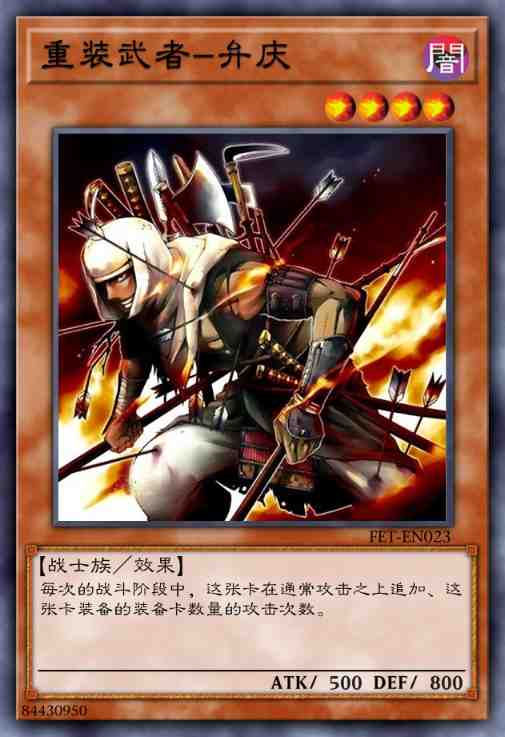 重装武者-弁庆
闇
FET-EN023
【战士族／效果】
每次的战斗阶段中，这张卡在通常攻击之上追加、这
张卡装备的装备卡数量的攻击次数。
ATK/ 500 DEF/ 800
84430950